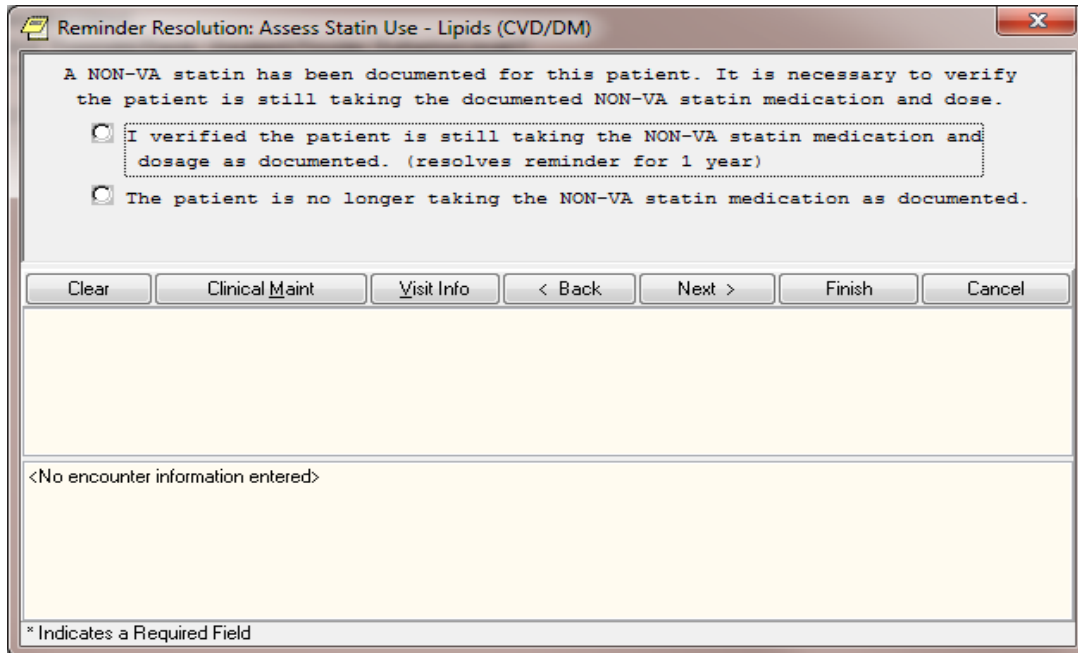 Reminder Resolution: Assess Statin Use - Lipids (CVD/DM)
x
A NON-VA statin has been documented for this patient. It is necessary to verify
the patient is still taking the documented NON-VA statin medication and dose.
I verified the patient is still taking the NON-VA statin medication and
dosage as documented. (resolves reminder for 1 year)
The patient is no longer taking the NON-VA statin medication as documented.
Clear Clinical Maint Visit Info < Back Next > Finish Cancel
<No encounter information entered>
* Indicates a Required Field